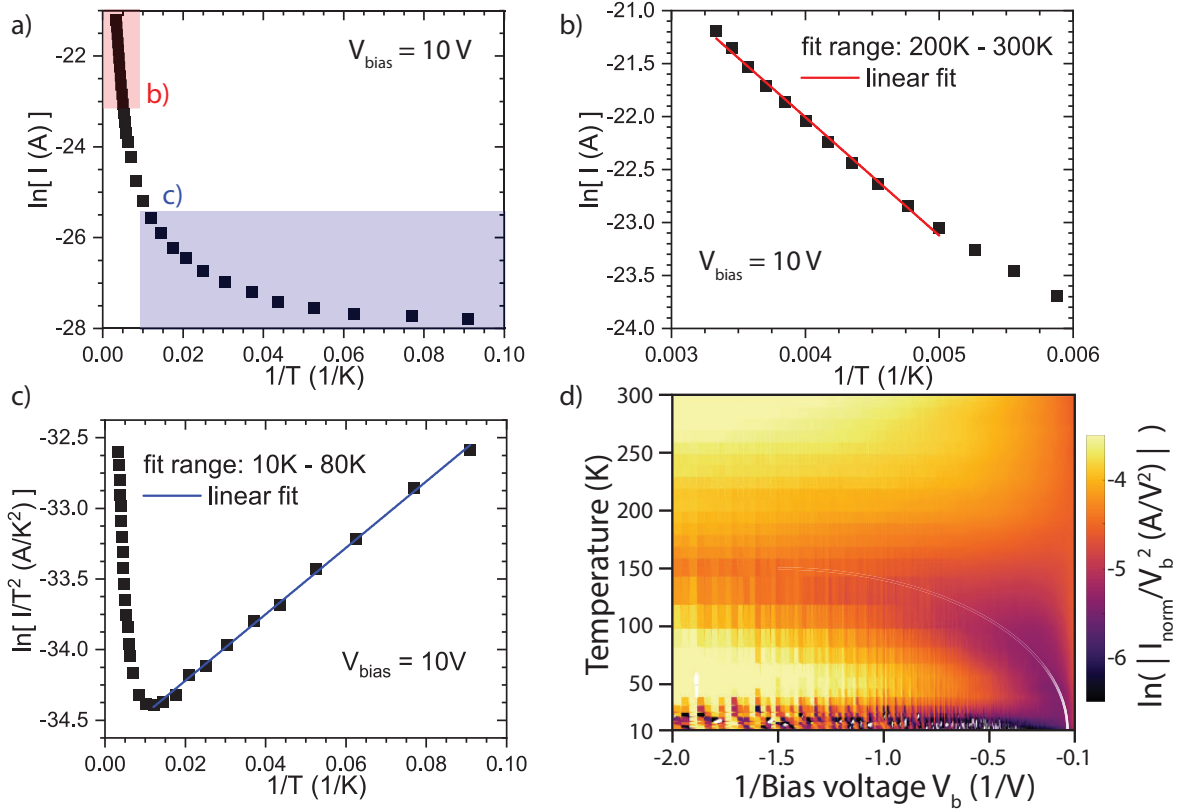 a)
V_bias = 10 V
b)
c)
-22
-24
-26
-28
ln[ I (A) ]
0.00 0.02 0.04 0.06 0.08 0.10
1/T (1/K)
b)
fit range: 200K - 300K
linear fit
V_bias = 10 V
-21.0
-21.5
-22.0
-22.5
-23.0
-23.5
-24.0
ln[ I (A) ]
0.003 0.004 0.005 0.006
1/T (1/K)
c)
fit range: 10K - 80K
linear fit
V_bias = 10V
-32.5
-33.0
-33.5
-34.0
-34.5
ln[ I/T² (A/K²) ]
0.00 0.02 0.04 0.06 0.08 0.10
1/T (1/K)
d)
300
250
200
150
100
50
10
Temperature (K)
-2.0 -1.5 -1.0 -0.5 -0.1
1/Bias voltage V_b (1/V)
-4
-5
-6
ln( | I_norm/V_b² (A/V²) | )